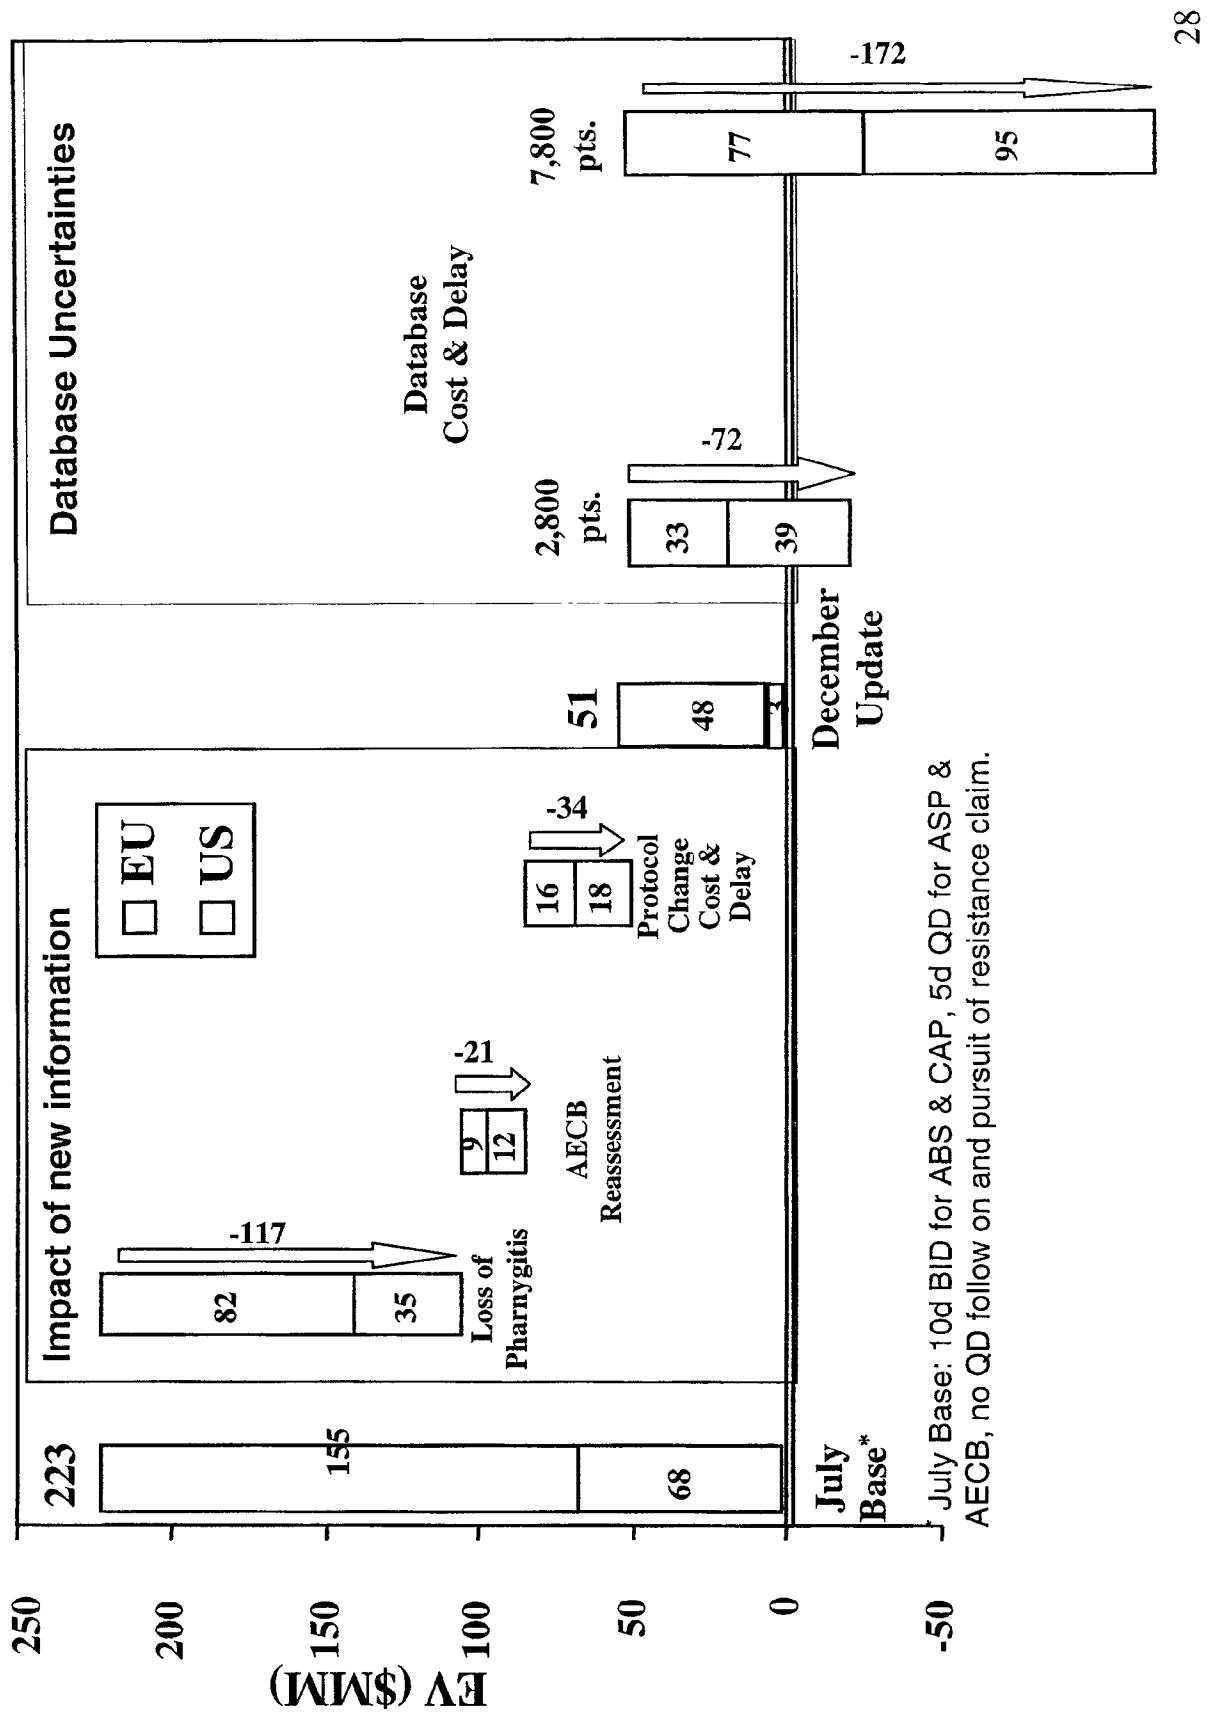 EV ($MM)
250
200
150
100
50
0
-50
Impact of new information
Database Uncertainties
EU
US
223
155
68
July
Base*
82
35
-117
Loss of
Pharnygitis
9
12
-21
AECB
Reassessment
16
18
-34
Protocol
Change
Cost &
Delay
51
48
3
December
Update
2,800
pts.
33
39
-72
Database
Cost & Delay
7,800
pts.
77
95
-172
* July Base: 10d BID for ABS & CAP, 5d QD for ASP &
AECB, no QD follow on and pursuit of resistance claim.
28